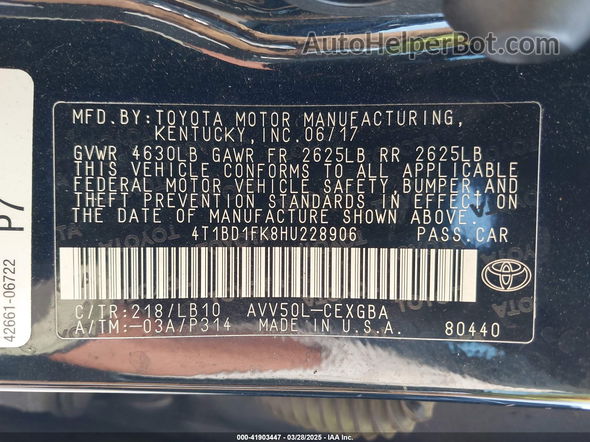 AutoHelperBot.com
MFD.BY:TOYOTA MOTOR MANUFACTURING,
KENTUCKY,INC.06/17
GVWR 4630LB GAWR FR 2625LB RR 2625LB
THIS VEHICLE CONFORMS TO ALL APPLICABLE
FEDERAL MOTOR VEHICLE SAFETY,BUMPER,AND
THEFT PREVENTION STANDARDS IN EFFECT ON
THE DATE OF MANUFACTURE SHOWN ABOVE.
4T1BD1FK8HU228906 PASS.CAR
C/TR:218/LB10 AVV50L-CEXGBA
A/TM:-03A/P314 MADE IN U.S.A. 80440
TOYOTA
P7
42661-06722
000-41903447 03/28/2025 IAA